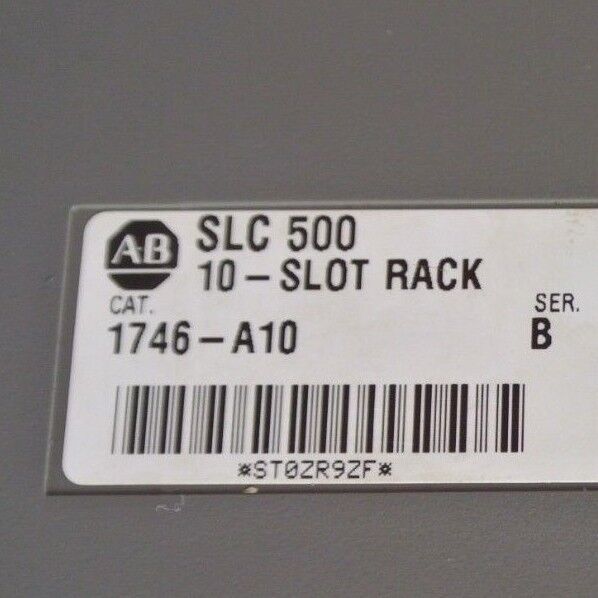 AB SLC 500
10-SLOT RACK
CAT. SER.
1746-A10 B
*ST0ZR9ZF*